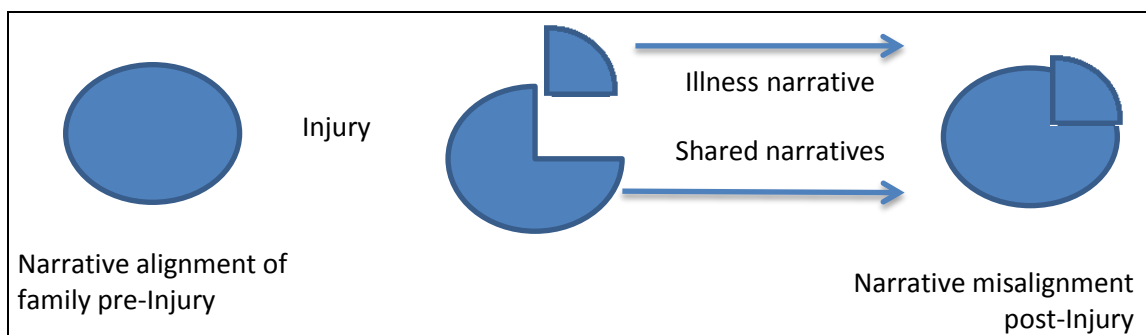 Injury
Illness narrative
Shared narratives
Narrative alignment of
family pre-Injury
Narrative misalignment
post-Injury